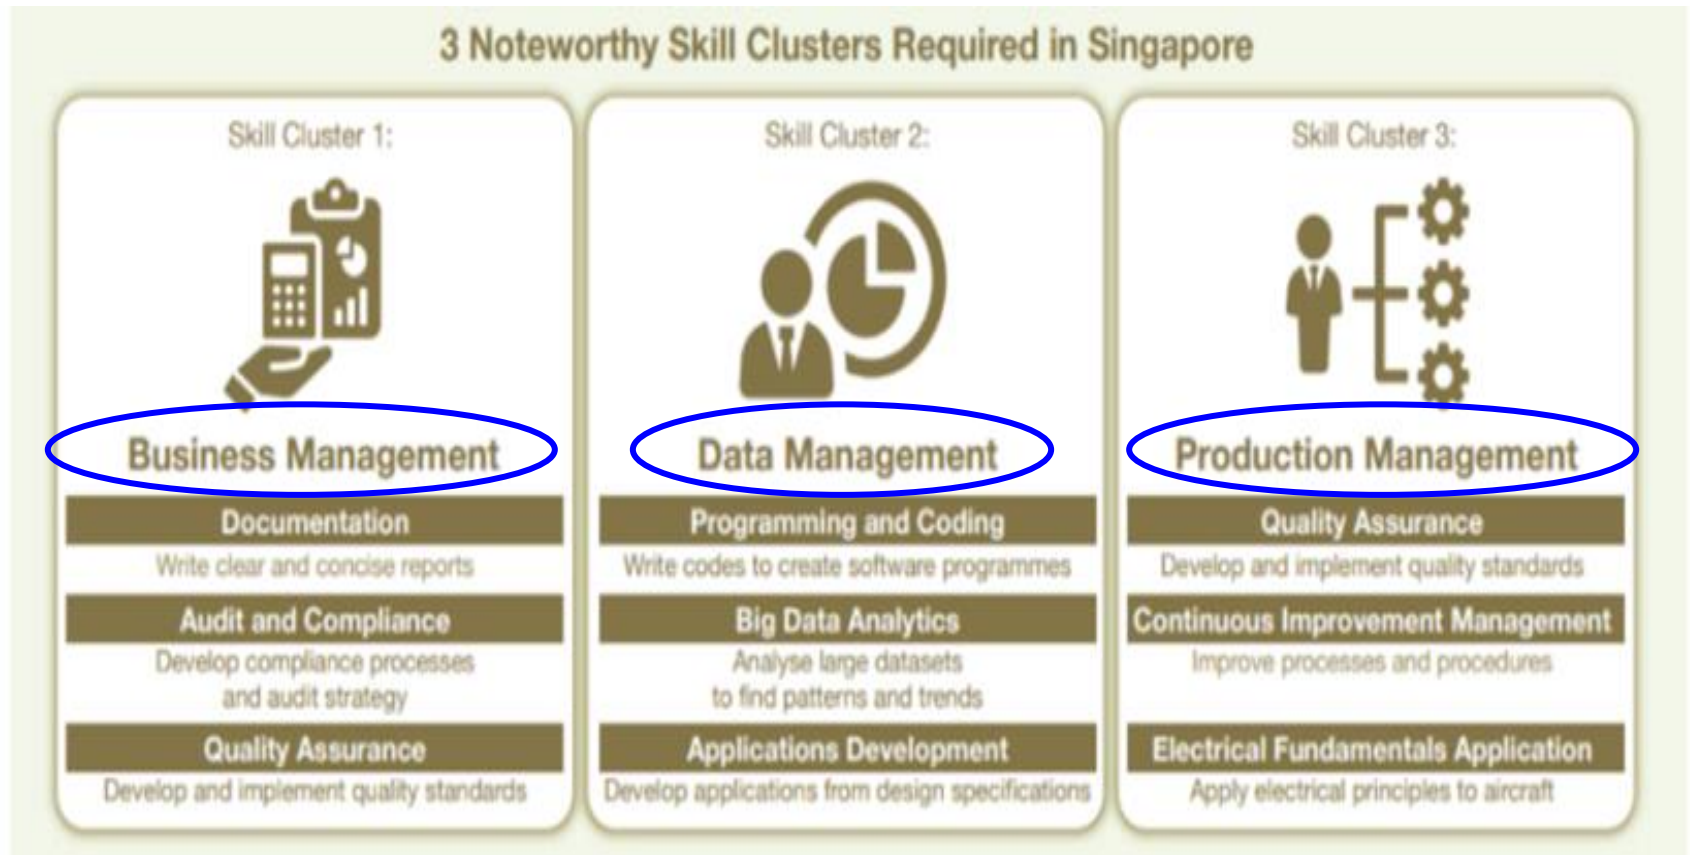 3 Noteworthy Skill Clusters Required in Singapore
Skill Cluster 1:
Business Management
Documentation
Write clear and concise reports
Audit and Compliance
Develop compliance processes
and audit strategy
Quality Assurance
Develop and implement quality standards
Skill Cluster 2:
Data Management
Programming and Coding
Write codes to create software programmes
Big Data Analytics
Analyse large datasets
to find patterns and trends
Applications Development
Develop applications from design specifications
Skill Cluster 3:
Production Management
Quality Assurance
Develop and implement quality standards
Continuous Improvement Management
Improve processes and procedures
Electrical Fundamentals Application
Apply electrical principles to aircraft